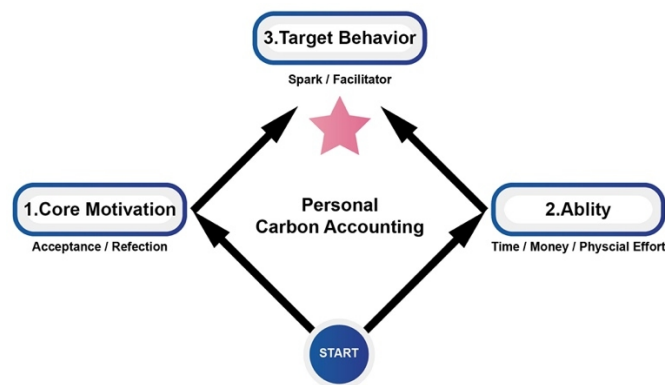 3.Target Behavior
Spark / Facilitator
1.Core Motivation
Acceptance / Refection
Personal
Carbon Accounting
2.Ablity
Time / Money / Physcial Effort
START